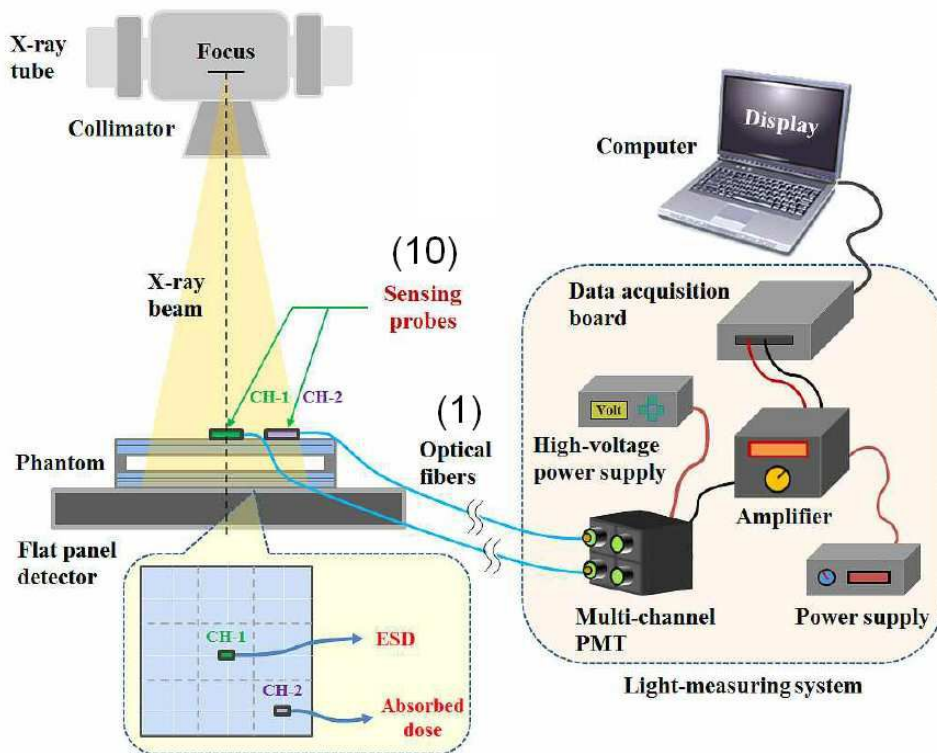 X-ray
tube
Focus
Collimator
Computer
Display
X-ray
beam
(10)
Sensing
probes
CH-1
CH-2
(1)
Optical
fibers
Phantom
Flat panel
detector
Data acquisition
board
Volt
High-voltage
power supply
Amplifier
Multi-channel
PMT
Power supply
Light-measuring system
CH-1
ESD
CH-2
Absorbed
dose